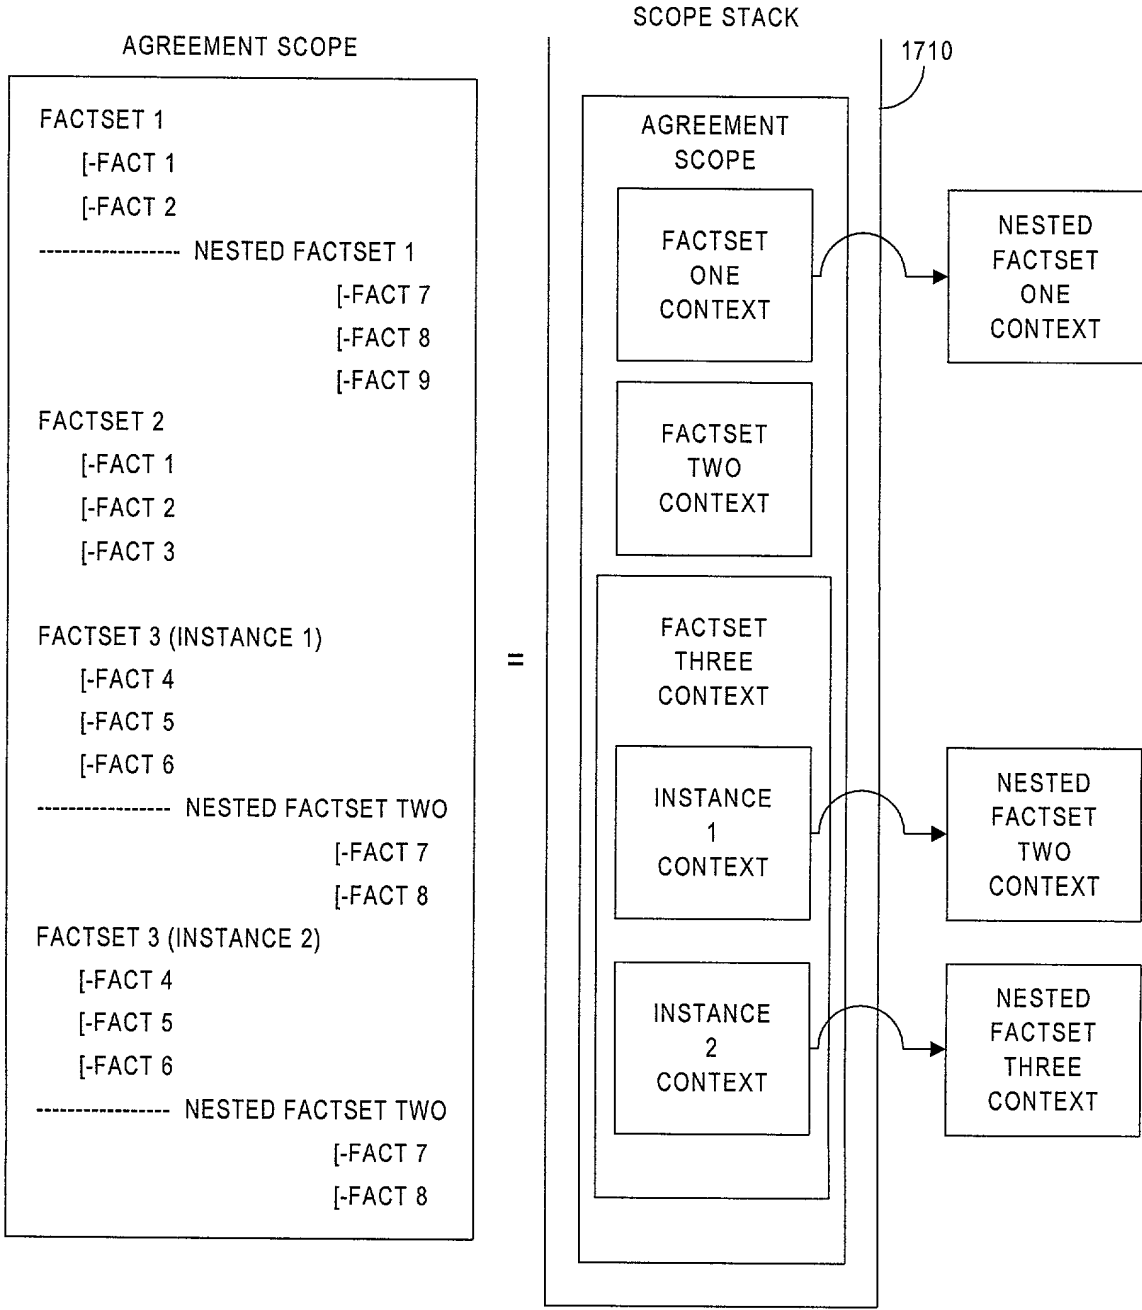 AGREEMENT SCOPE
FACTSET 1
[-FACT 1
[-FACT 2
--------------- NESTED FACTSET 1
[-FACT 7
[-FACT 8
[-FACT 9
FACTSET 2
[-FACT 1
[-FACT 2
[-FACT 3
FACTSET 3 (INSTANCE 1)
[-FACT 4
[-FACT 5
[-FACT 6
--------------- NESTED FACTSET TWO
[-FACT 7
[-FACT 8
FACTSET 3 (INSTANCE 2)
[-FACT 4
[-FACT 5
[-FACT 6
--------------- NESTED FACTSET TWO
[-FACT 7
[-FACT 8
=
SCOPE STACK
1710
AGREEMENT
SCOPE
FACTSET
ONE
CONTEXT
NESTED
FACTSET
ONE
CONTEXT
FACTSET
TWO
CONTEXT
FACTSET
THREE
CONTEXT
INSTANCE
1
CONTEXT
NESTED
FACTSET
TWO
CONTEXT
INSTANCE
2
CONTEXT
NESTED
FACTSET
THREE
CONTEXT